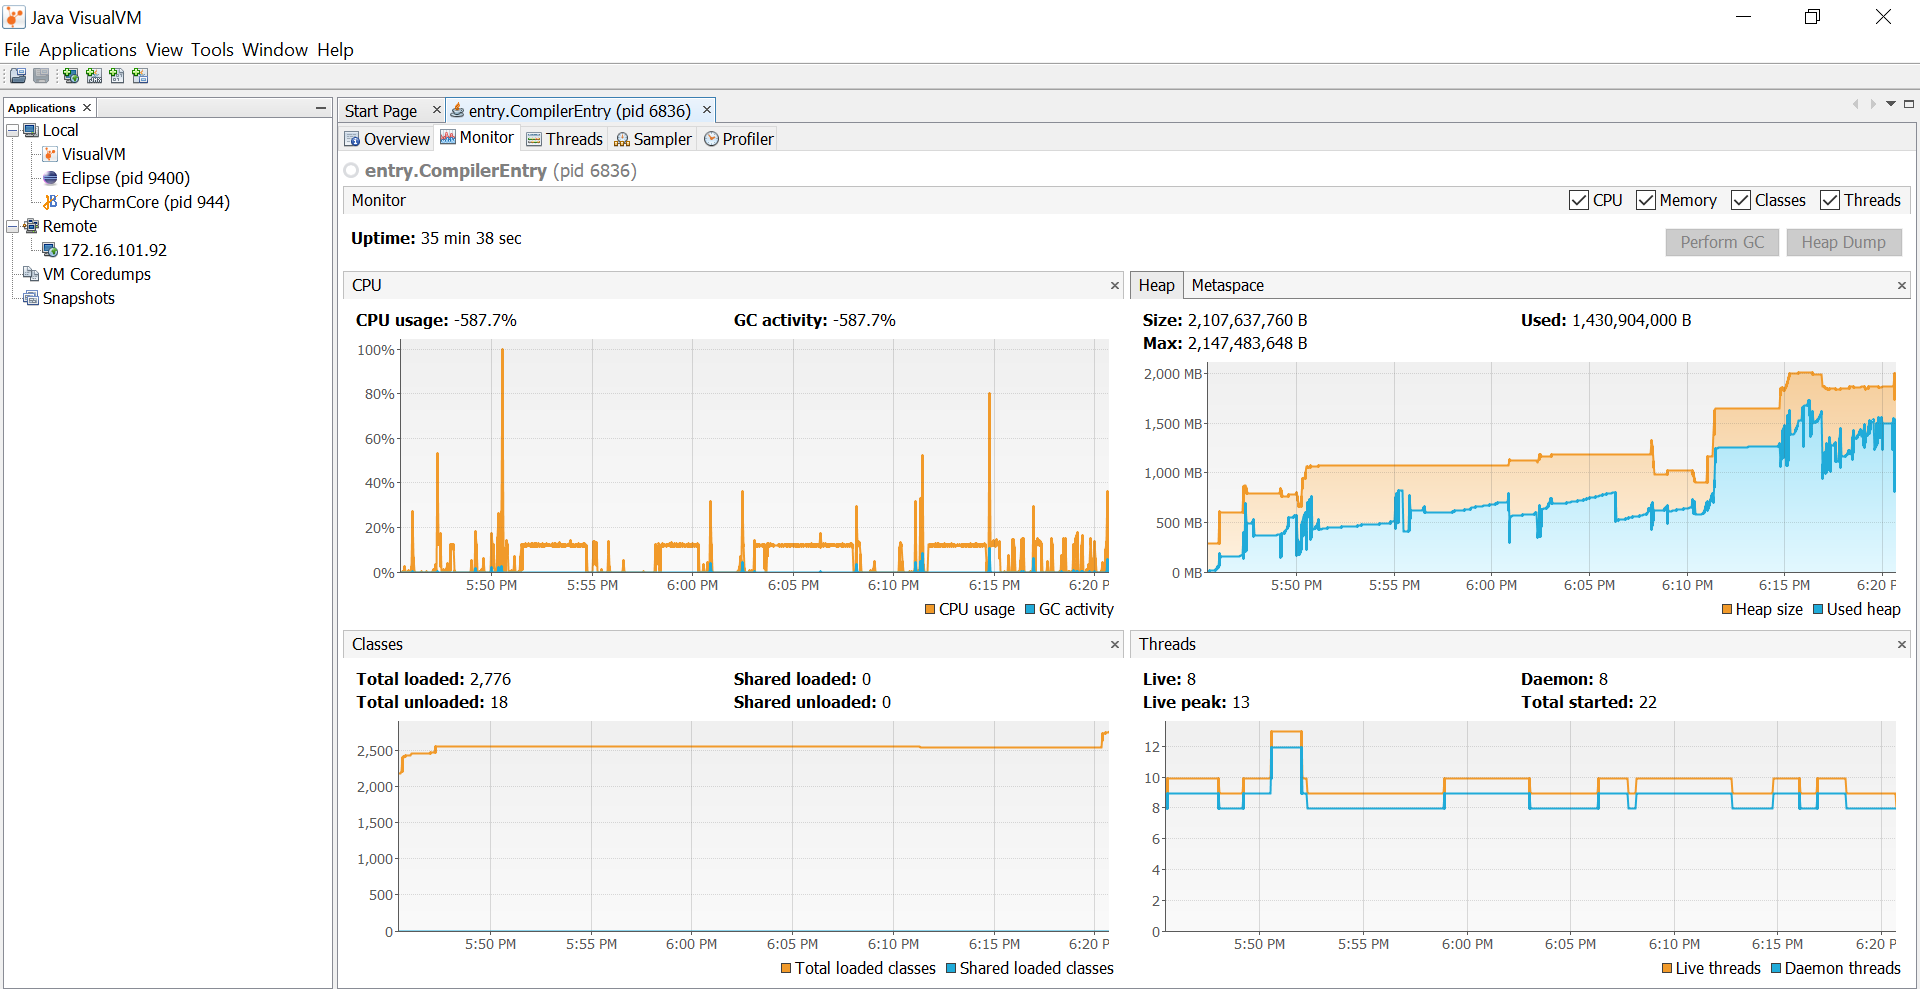 Java VisualVM
File Applications View Tools Window Help
Applications
Local
VisualVM
Eclipse (pid 9400)
PyCharmCore (pid 944)
Remote
172.16.101.92
VM Coredumps
Snapshots
Start Page
entry.CompilerEntry (pid 6836)
Overview Monitor Threads Sampler Profiler
entry.CompilerEntry (pid 6836)
Monitor
CPU Memory Classes Threads
Uptime: 35 min 38 sec
Perform GC Heap Dump
CPU
CPU usage: -587.7% GC activity: -587.7%
100%
80%
60%
40%
20%
0%
5:50 PM 5:55 PM 6:00 PM 6:05 PM 6:10 PM 6:15 PM 6:20 P
CPU usage GC activity
Heap Metaspace
Size: 2,107,637,760 B Used: 1,430,904,000 B
Max: 2,147,483,648 B
2,000 MB
1,500 MB
1,000 MB
500 MB
0 MB
5:50 PM 5:55 PM 6:00 PM 6:05 PM 6:10 PM 6:15 PM 6:20 P
Heap size Used heap
Classes
Total loaded: 2,776 Shared loaded: 0
Total unloaded: 18 Shared unloaded: 0
2,500
2,000
1,500
1,000
500
0
5:50 PM 5:55 PM 6:00 PM 6:05 PM 6:10 PM 6:15 PM 6:20 P
Total loaded classes Shared loaded classes
Threads
Live: 8 Daemon: 8
Live peak: 13 Total started: 22
12
10
8
6
4
2
0
5:50 PM 5:55 PM 6:00 PM 6:05 PM 6:10 PM 6:15 PM 6:20 P
Live threads Daemon threads